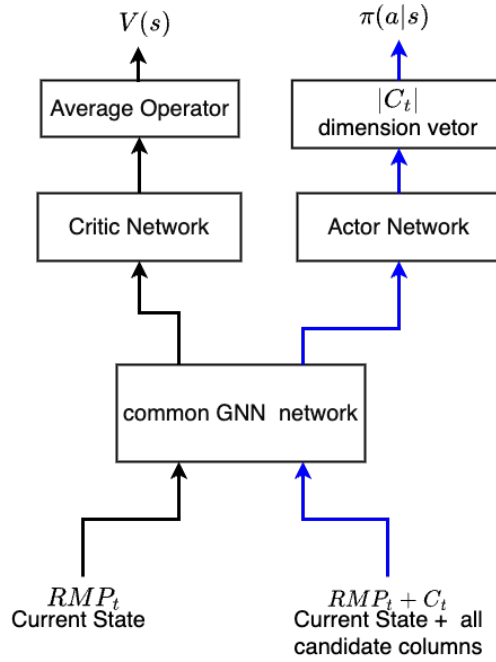 V(s)
π(a|s)
Average Operator
|C_t|
dimension vetor
Critic Network
Actor Network
common GNN network
RMP_t
Current State
RMP_t + C_t
Current State + all
candidate columns